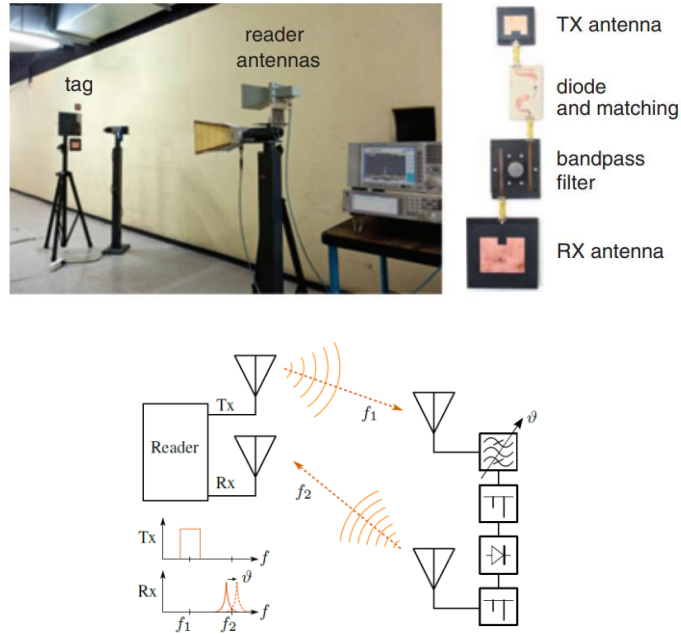 reader
antennas
tag
TX antenna
diode
and matching
bandpass
filter
RX antenna
Tx
f₁
ϑ
Reader
Rx
f₂
Tx
f
ϑ
Rx
f₁
f₂
f